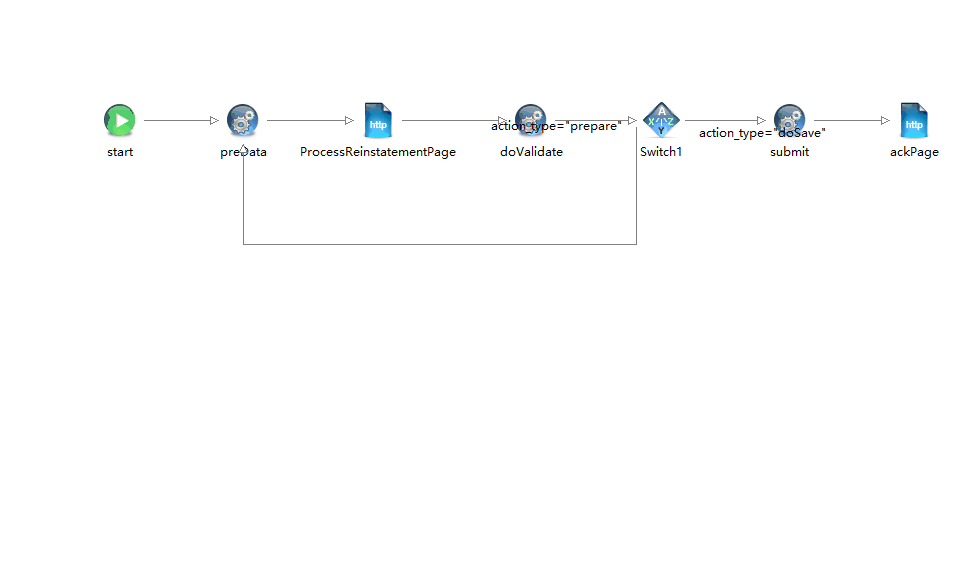 start
preData
http
ProcessReinstatementPage
action_type="prepare"
doValidate
A
X Z
Y
Switch1
action_type="doSave"
submit
http
ackPage